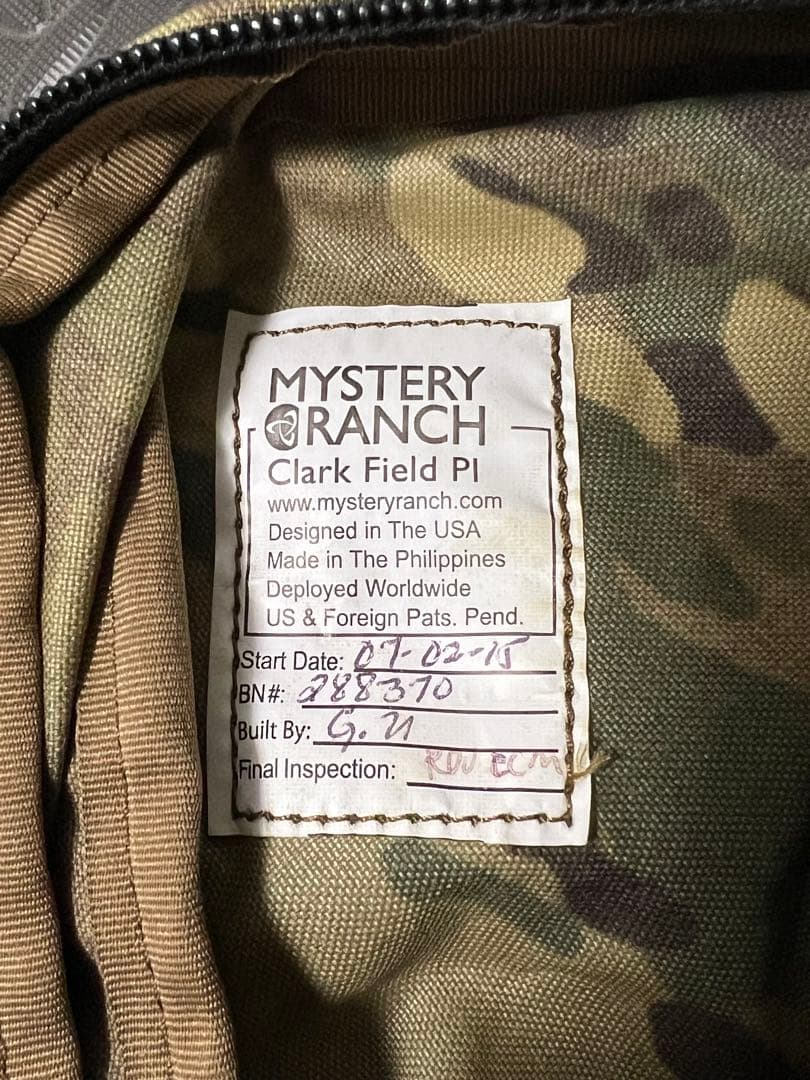 MYSTERY
RANCH
Clark Field PI
www.mysteryranch.com
Designed in The USA
Made in The Philippines
Deployed Worldwide
US & Foreign Pats. Pend.
Start Date: 07-02-15
BN#: 288370
Built By: G. U
Final Inspection: